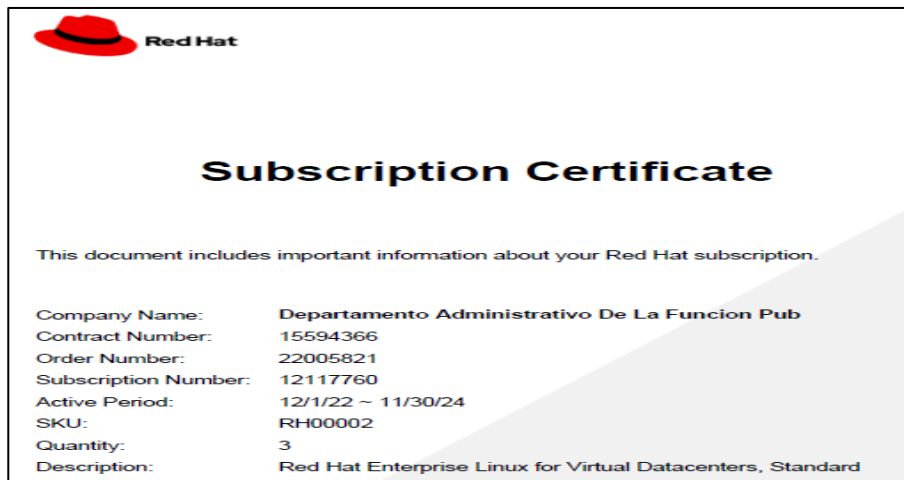 Red Hat
Subscription Certificate
This document includes important information about your Red Hat subscription.
Company Name: Departamento Administrativo De La Funcion Pub
Contract Number: 15594366
Order Number: 22005821
Subscription Number: 12117760
Active Period: 12/1/22 ~ 11/30/24
SKU: RH00002
Quantity: 3
Description: Red Hat Enterprise Linux for Virtual Datacenters, Standard